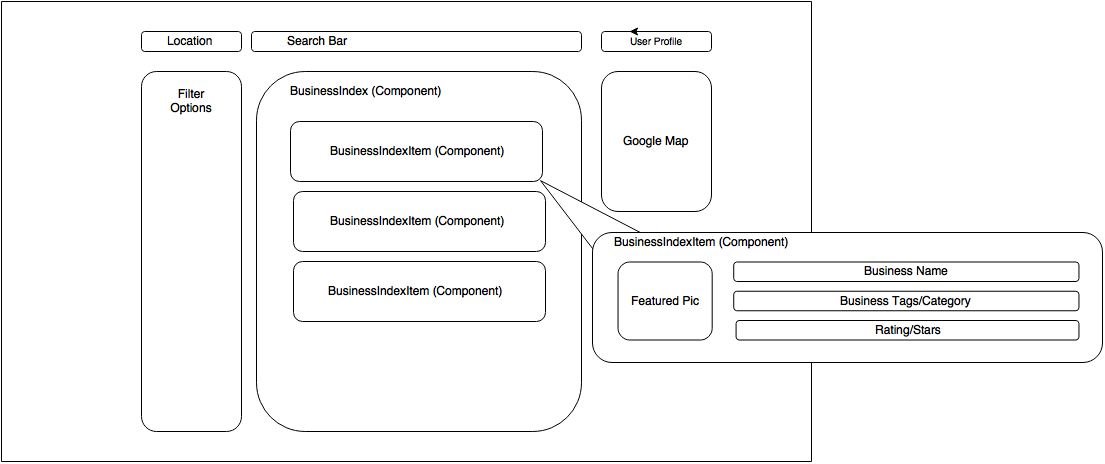 Location
Search Bar
User Profile
Filter
Options
BusinessIndex (Component)
BusinessIndexItem (Component)
BusinessIndexItem (Component)
BusinessIndexItem (Component)
Google Map
BusinessIndexItem (Component)
Featured Pic
Business Name
Business Tags/Category
Rating/Stars